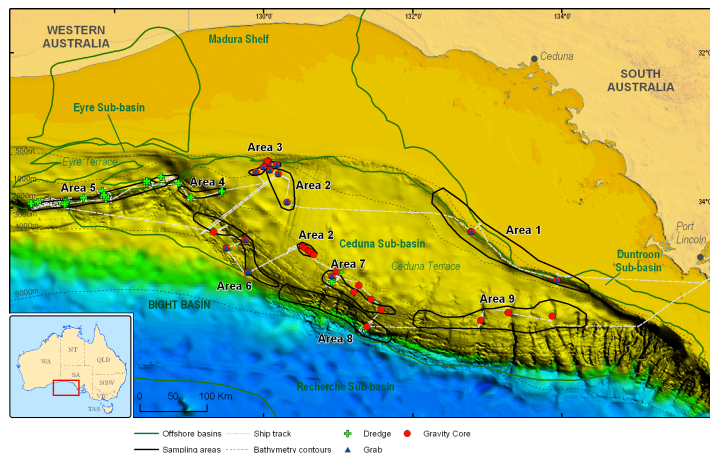 130°0'
132°0'
134°0'
WESTERN
AUSTRALIA
Madura Shelf
32°0
Ceduna
SOUTH
AUSTRALIA
Eyre Sub-basin
500m
Area 3
Eyre Terrace
1000m
Area 5
Area 4
Area 2
34°0
Area 1
Port
Lincoln
Area 2
Ceduna Sub-basin
Duntroon
Sub-basin
Area 7
Ceduna Terrace
Area 6
5000m
BIGHT BASIN
Area 9
Area 8
Recherche Sub-basin
NT
QLD
WA
SA
NSW
VIC
TAS
0 50 100 Km
Offshore basins
Ship track
Dredge
Gravity Core
Sampling areas
Bathymetry contours
Grab